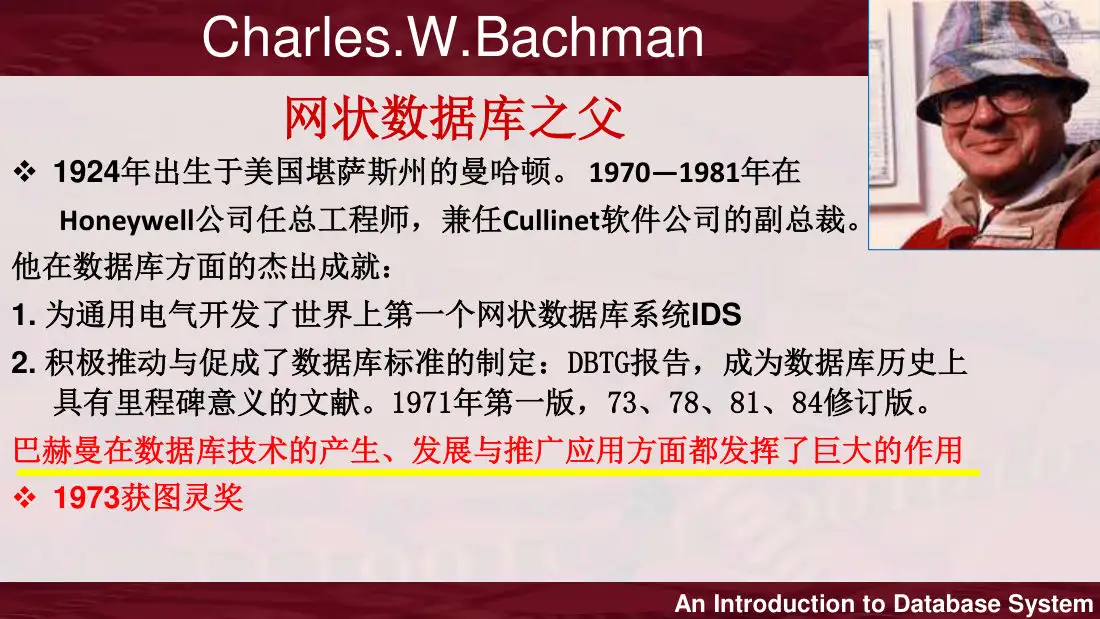 Charles.W.Bachman
网状数据库之父
❖ 1924年出生于美国堪萨斯州的曼哈顿。 1970—1981年在
Honeywell公司任总工程师，兼任Cullinet软件公司的副总裁。
他在数据库方面的杰出成就：
1. 为通用电气开发了世界上第一个网状数据库系统IDS
2. 积极推动与促成了数据库标准的制定：DBTG报告，成为数据库历史上
具有里程碑意义的文献。1971年第一版，73、78、81、84修订版。
巴赫曼在数据库技术的产生、发展与推广应用方面都发挥了巨大的作用
❖ 1973获图灵奖
An Introduction to Database System